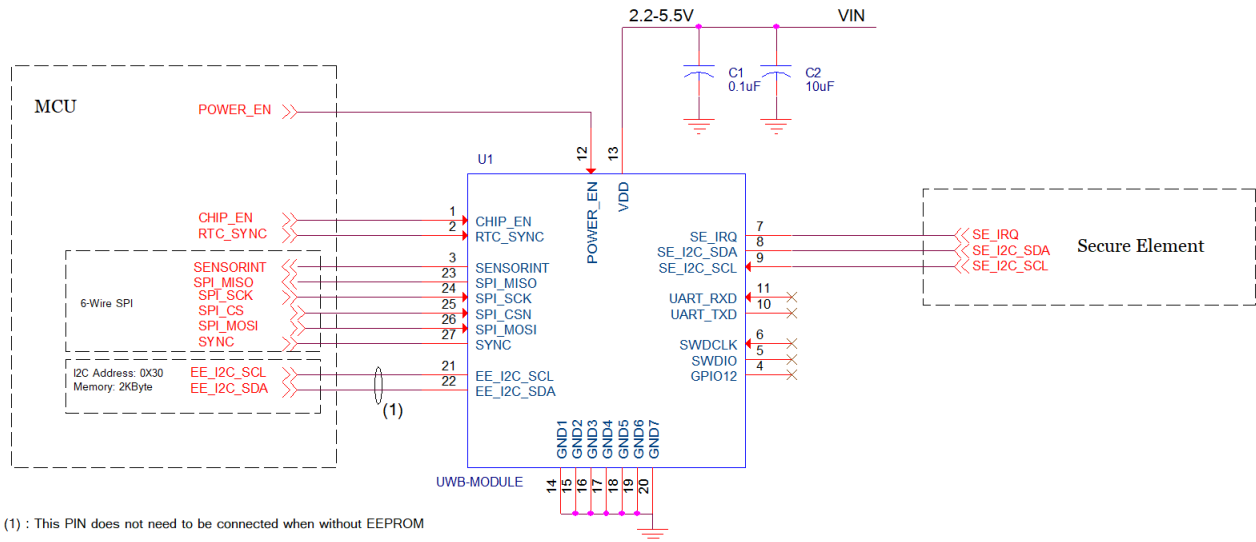 2.2-5.5V
VIN
C1
0.1uF
C2
10uF
MCU
POWER_EN
12
13
U1
POWER_EN
VDD
CHIP_EN
1
CHIP_EN
RTC_SYNC
2
RTC_SYNC
6-Wire SPI
SENSORINT
3
SENSORINT
SPI_MISO
23
SPI_MISO
SPI_SCK
24
SPI_SCK
SPI_CS
25
SPI_CSN
SPI_MOSI
26
SPI_MOSI
SYNC
27
SYNC
I2C Address: 0X30
Memory: 2KByte
EE_I2C_SCL
21
EE_I2C_SCL
EE_I2C_SDA
22
EE_I2C_SDA
(1)
SE_IRQ
7
SE_IRQ
SE_I2C_SDA
8
SE_I2C_SDA
SE_I2C_SCL
9
SE_I2C_SCL
Secure Element
UART_RXD
11
UART_TXD
10
SWDCLK
6
SWDIO
5
GPIO12
4
GND1
GND2
GND3
GND4
GND5
GND6
GND7
UWB-MODULE
14
15
16
17
18
19
20
(1) : This PIN does not need to be connected when without EEPROM